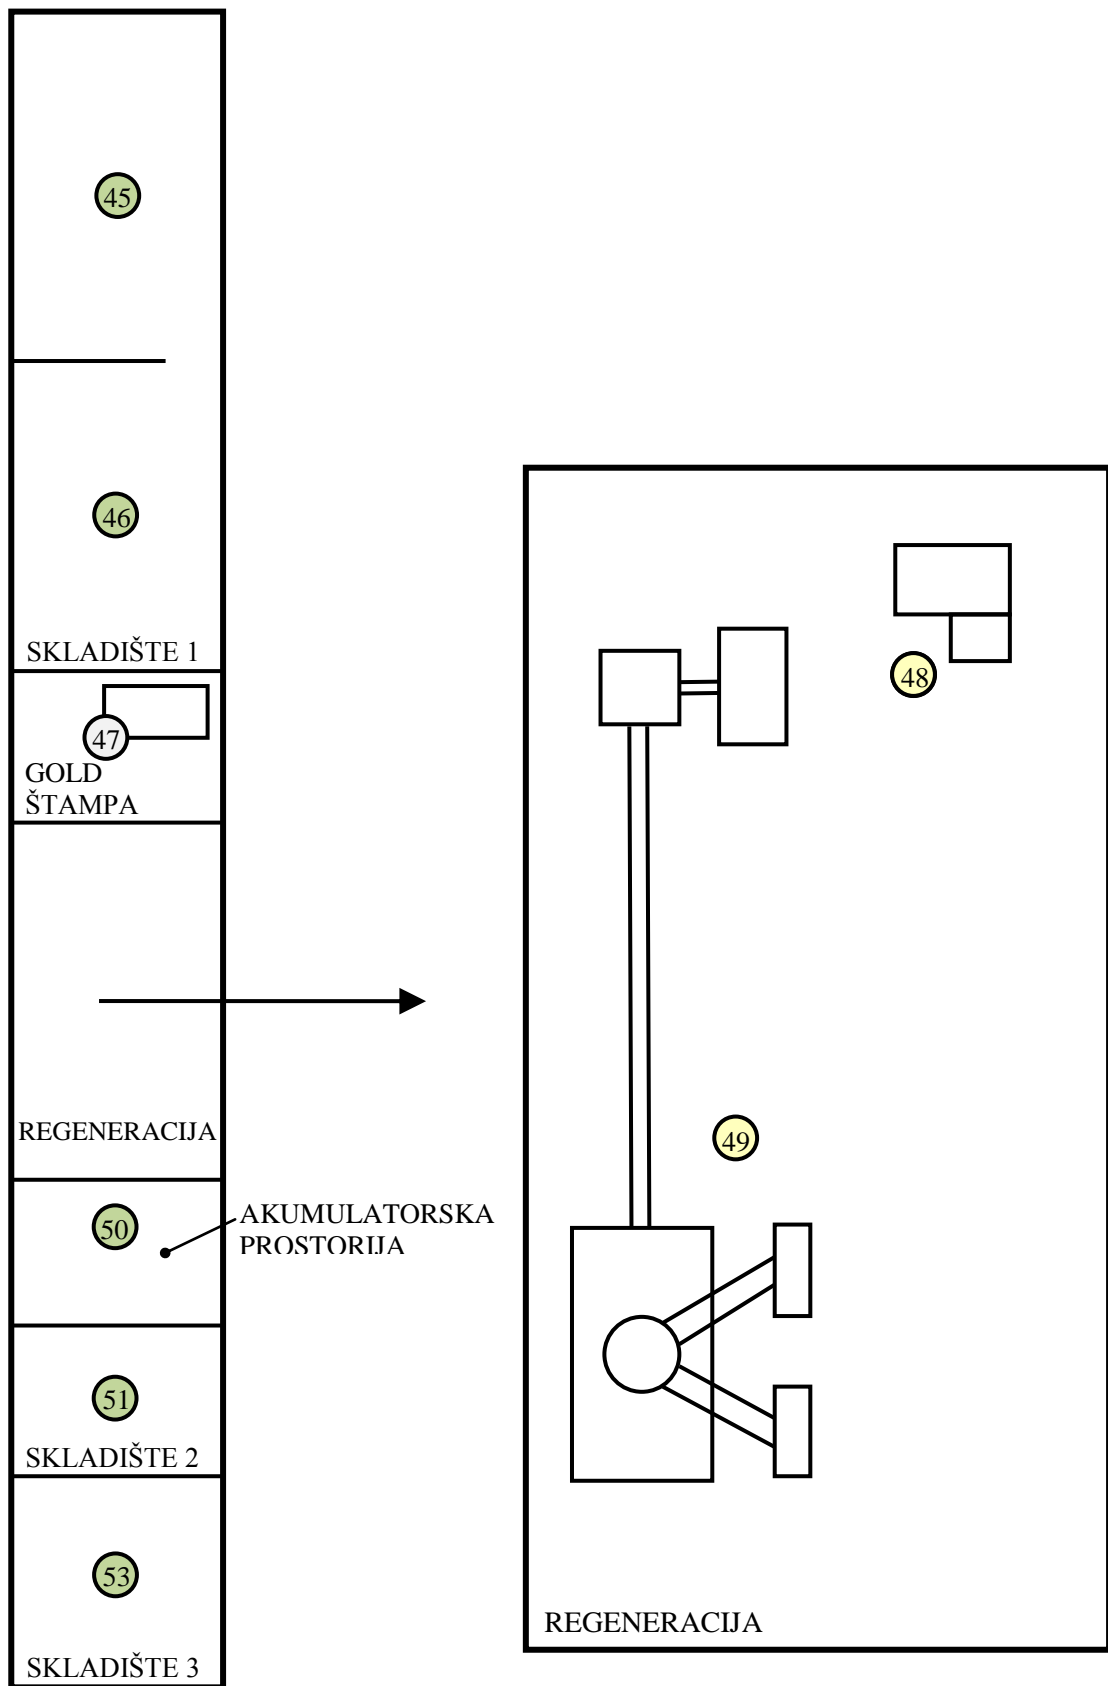 45
46
SKLADIŠTE 1
47
GOLD
ŠTAMPA
REGENERACIJA
50
AKUMULATORSKA
PROSTORIJA
51
SKLADIŠTE 2
53
SKLADIŠTE 3
48
49
REGENERACIJA